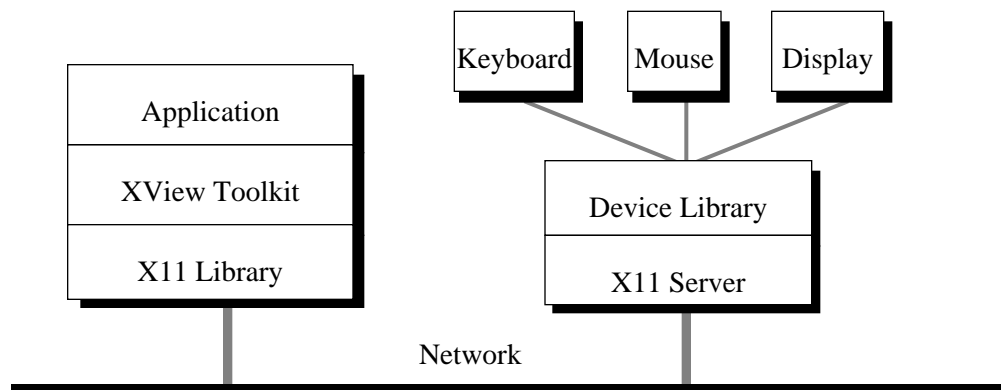 Keyboard
Mouse
Display
Application
XView Toolkit
X11 Library
Device Library
X11 Server
Network